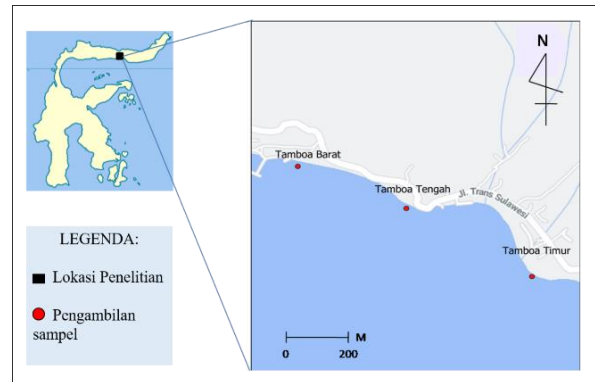 LEGENDA:
Lokasi Penelitian
Pengambilan
sampel
N
Tamboa Barat
Tamboa Tengah
Jl. Trans Sulawesi
Tamboa Timur
M
0 200